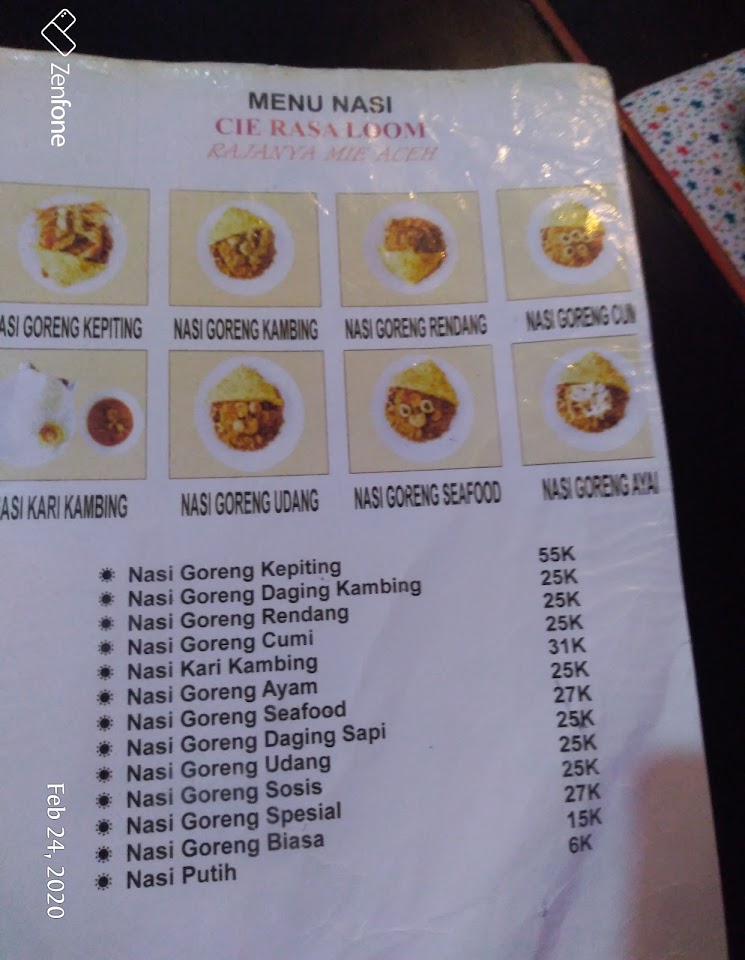 Zenfone
MENU NASI
CIE RASA LOOM
RAJANYA MIE ACEH
ASI GORENG KEPITING NASI GORENG KAMBING NASI GORENG RENDANG NASI GORENG CUM
ASI KARI KAMBING NASI GORENG UDANG NASI GORENG SEAFOOD NASI GORENG AYAM
Nasi Goreng Kepiting 55K
Nasi Goreng Daging Kambing 25K
Nasi Goreng Rendang 25K
Nasi Goreng Cumi 25K
Nasi Kari Kambing 31K
Nasi Goreng Ayam 25K
Nasi Goreng Seafood 27K
Nasi Goreng Daging Sapi 25K
Nasi Goreng Udang 25K
Nasi Goreng Sosis 25K
Nasi Goreng Spesial 27K
Nasi Goreng Biasa 15K
Nasi Putih 6K
Feb 24, 2020